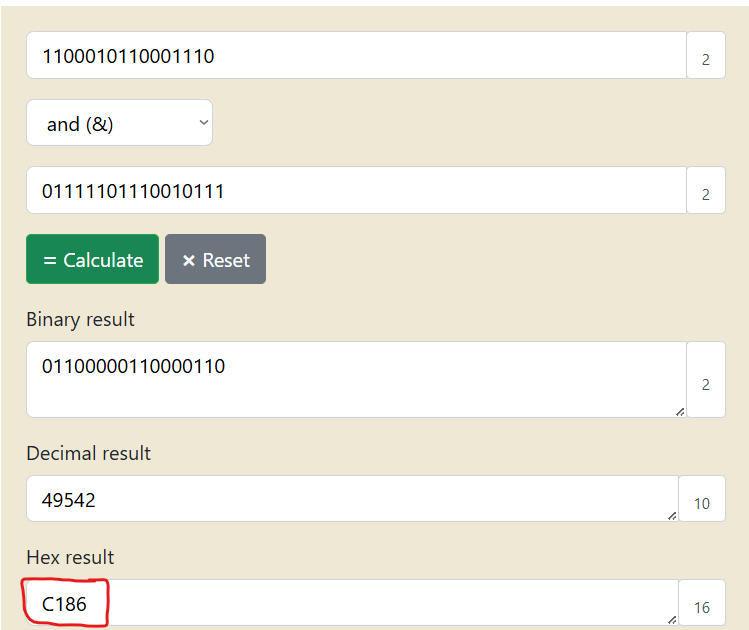 1100010110001110 2
and (&)
01111101110010111 2
= Calculate × Reset
Binary result
01100000110000110 2
Decimal result
49542 10
Hex result
C186 16